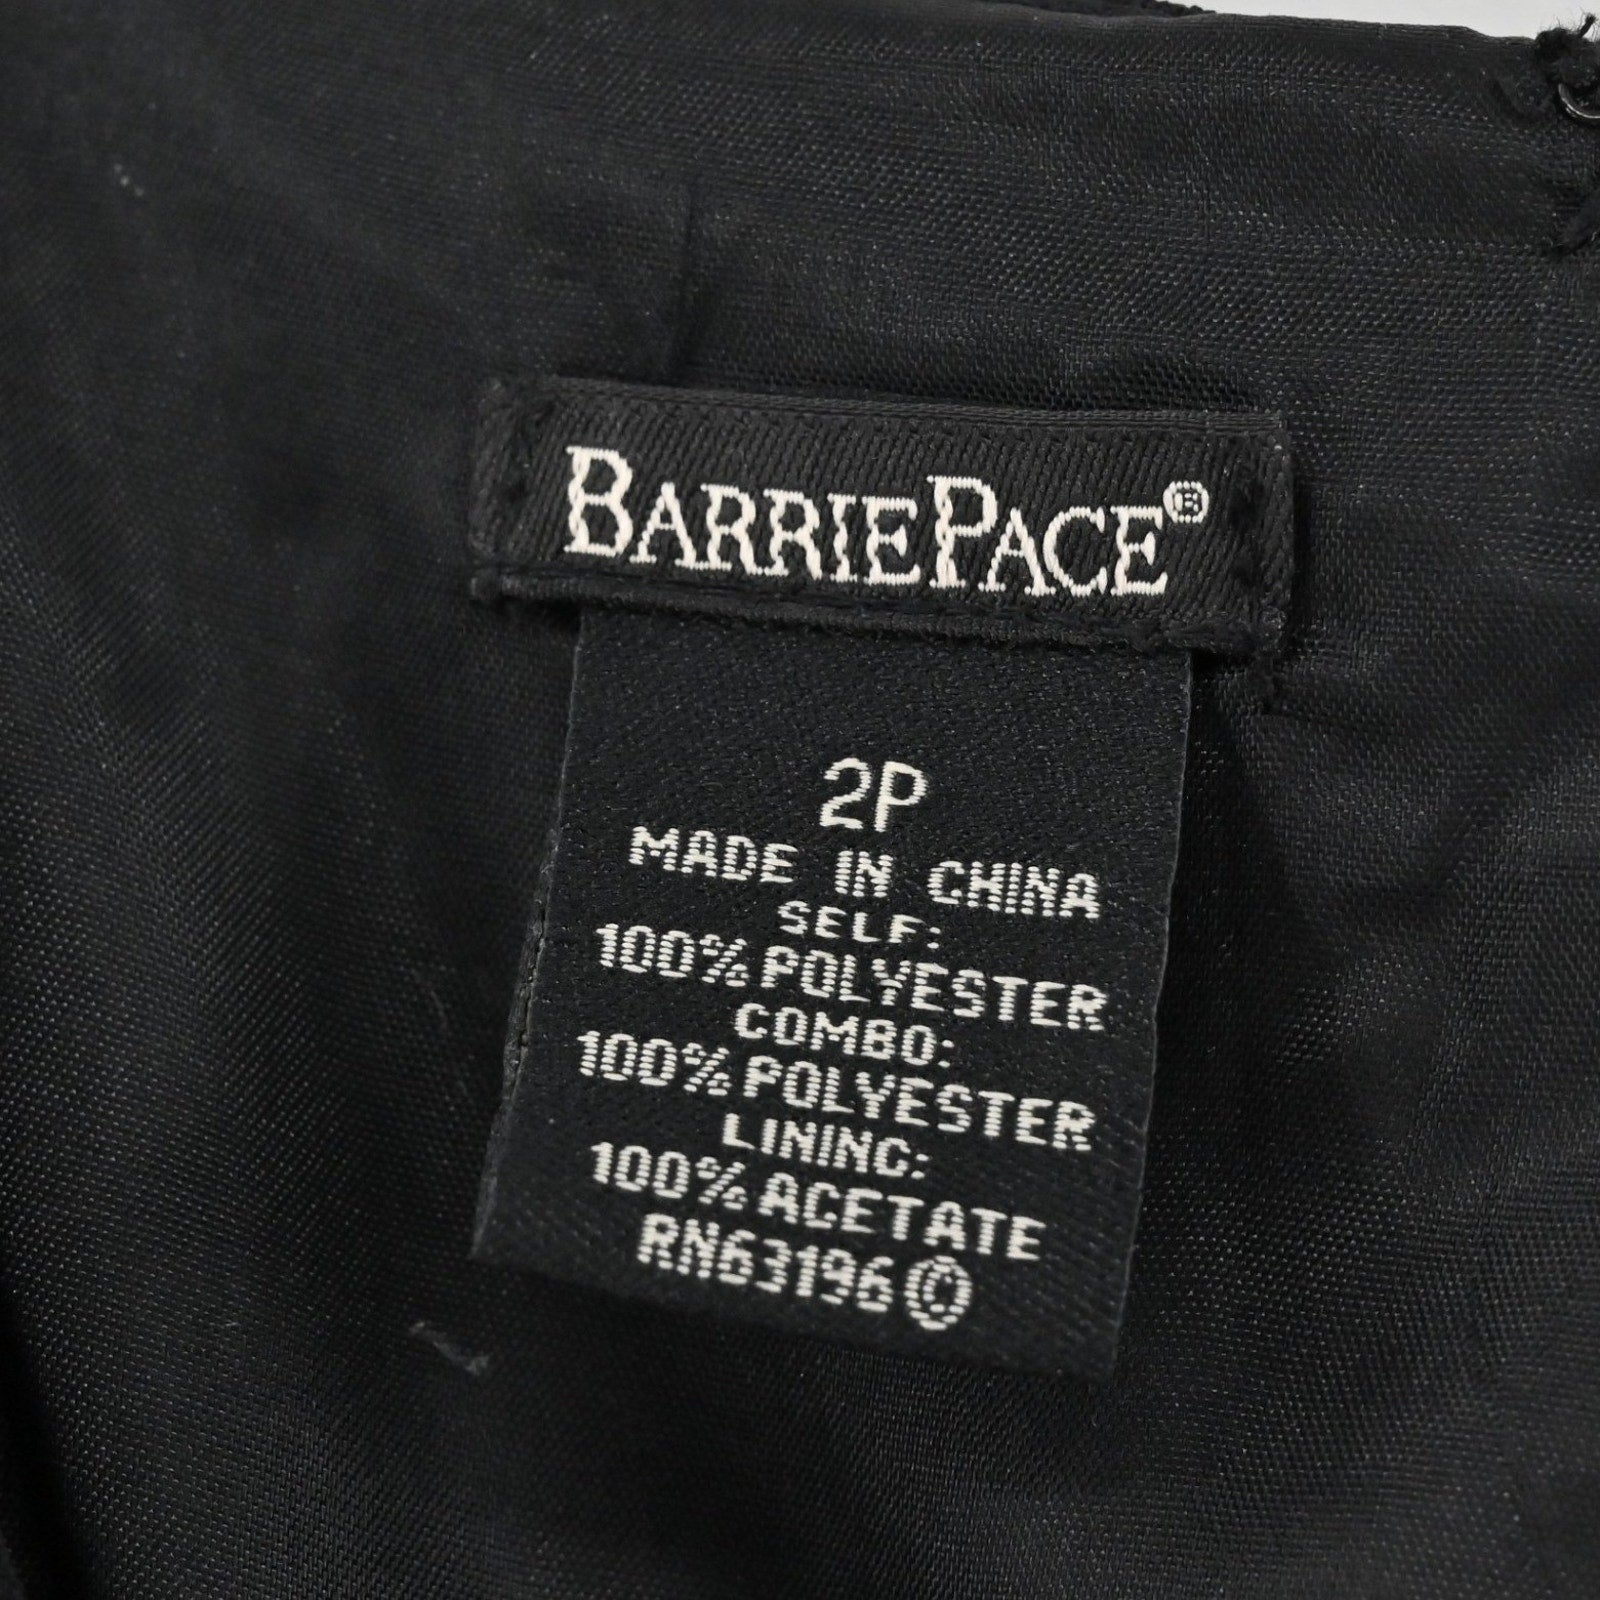 BARRIEPACE®
2P
MADE IN CHINA
SELF:
100% POLYESTER
COMBO:
100% POLYESTER
LINING:
100% ACETATE
RN63196 ©